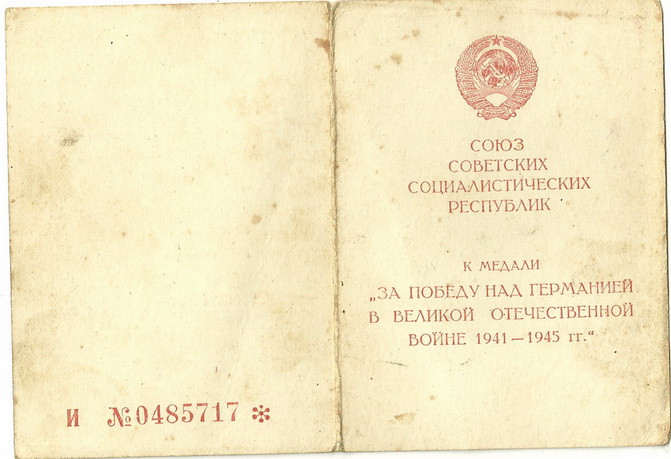 И №0485717 *
СОЮЗ
СОВЕТСКИХ
СОЦИАЛИСТИЧЕСКИХ
РЕСПУБЛИК
К МЕДАЛИ
„ЗА ПОБЕДУ НАД ГЕРМАНИЕЙ
В ВЕЛИКОЙ ОТЕЧЕСТВЕННОЙ
ВОЙНЕ 1941—1945 гг.“